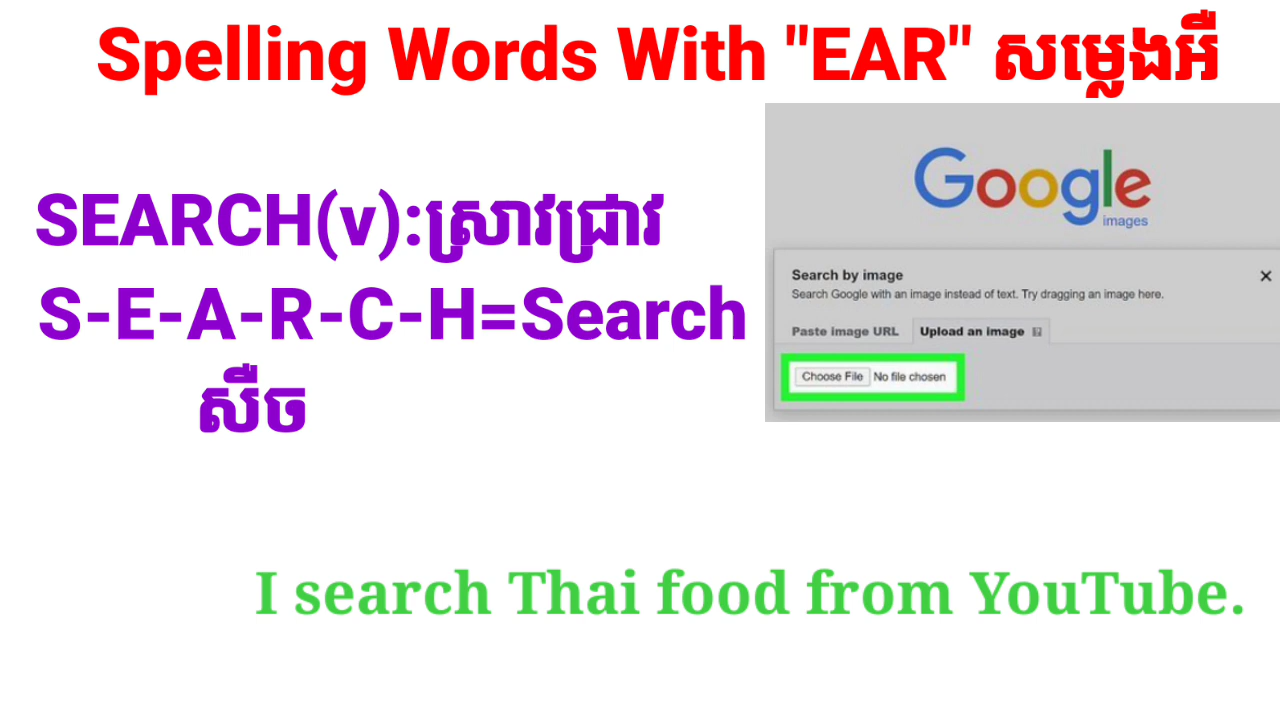 Spelling Words With "EAR" សម្លេងអឺ
SEARCH(v):ស្រាវជ្រាវ
S-E-A-R-C-H=Search
សឺច
Google
images
Search by image
Search Google with an image instead of text. Try dragging an image here.
Paste image URL Upload an image
Choose File No file chosen
I search Thai food from YouTube.